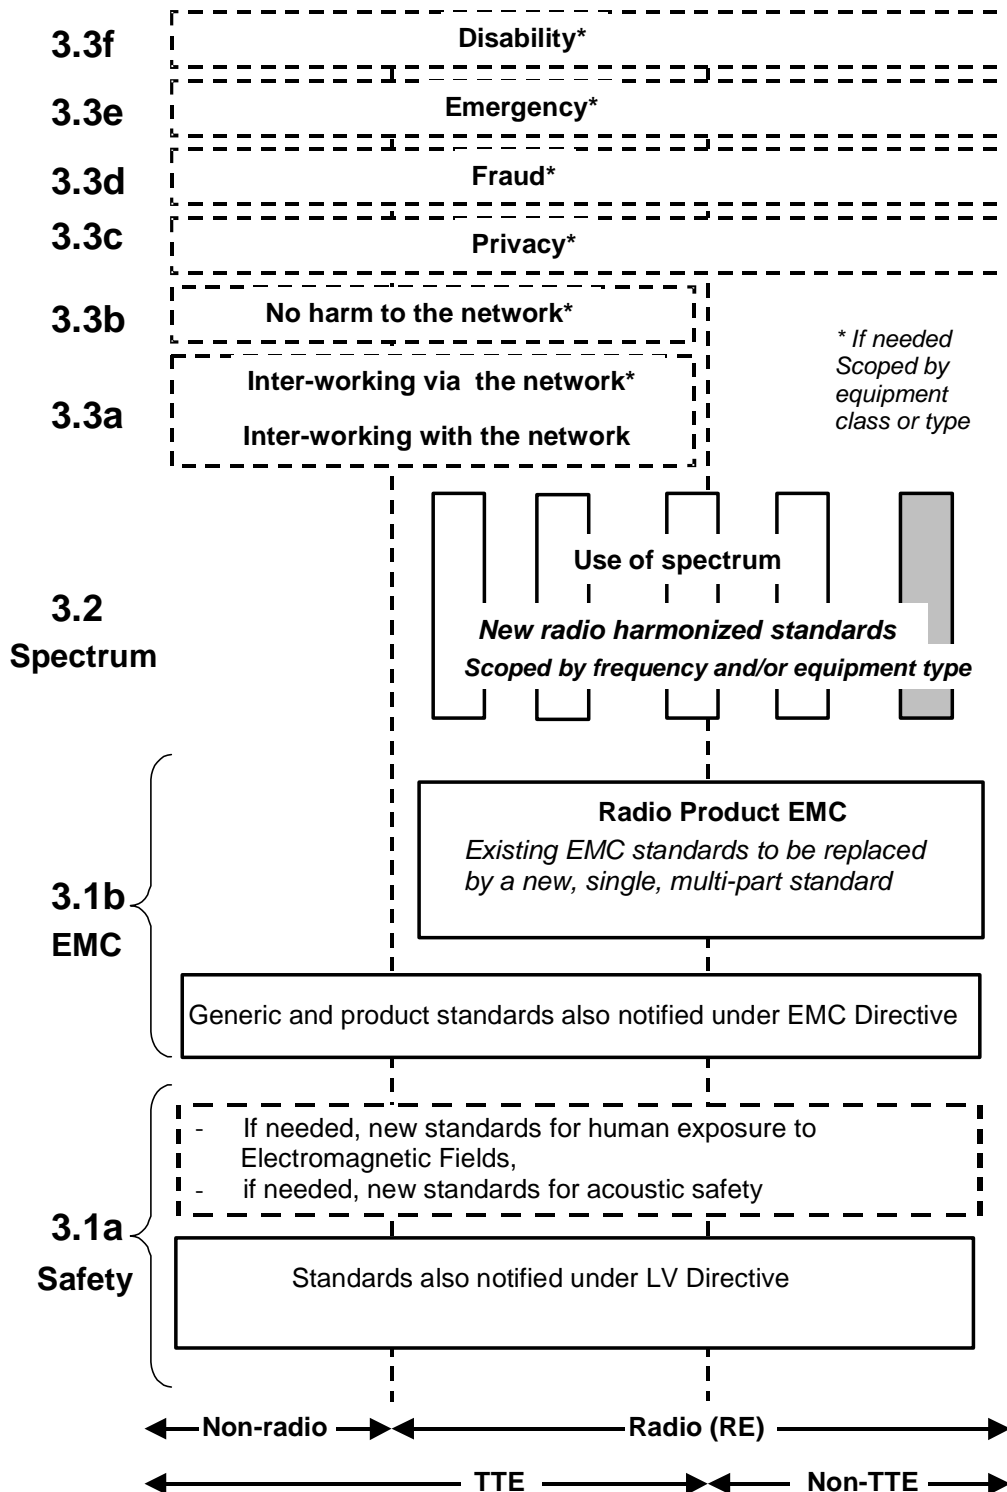 3.3f
Disability*
3.3e
Emergency*
3.3d
Fraud*
3.3c
Privacy*
3.3b
No harm to the network*
* If needed
Scoped by
equipment
class or type
3.3a
Inter-working via the network*
Inter-working with the network
3.2
Spectrum
Use of spectrum
New radio harmonized standards
Scoped by frequency and/or equipment type
3.1b
EMC
Radio Product EMC
Existing EMC standards to be replaced
by a new, single, multi-part standard
Generic and product standards also notified under EMC Directive
3.1a
Safety
- If needed, new standards for human exposure to
Electromagnetic Fields,
- if needed, new standards for acoustic safety
Standards also notified under LV Directive
Non-radio
Radio (RE)
TTE
Non-TTE